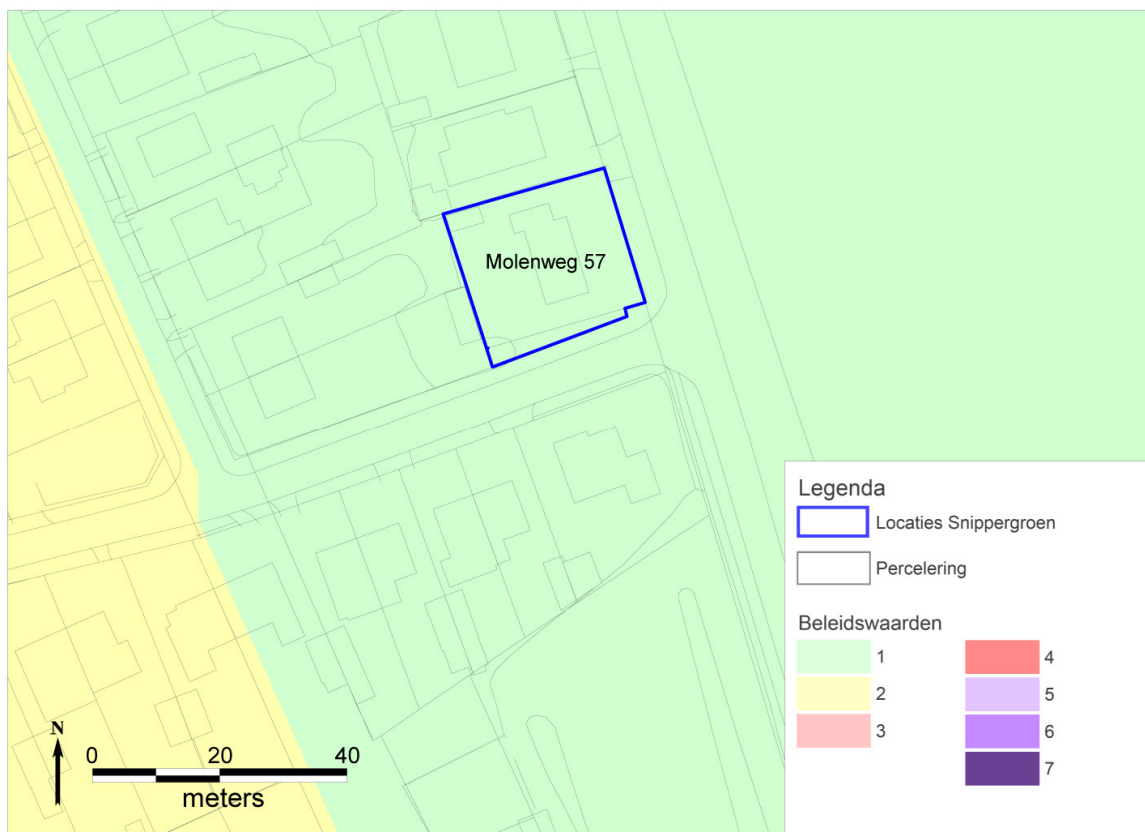 Molenweg 57
Legenda
Locaties Snippergroen
Percelering
Beleidswaarden
1
2
3
4
5
6
7
N
0 20 40
meters